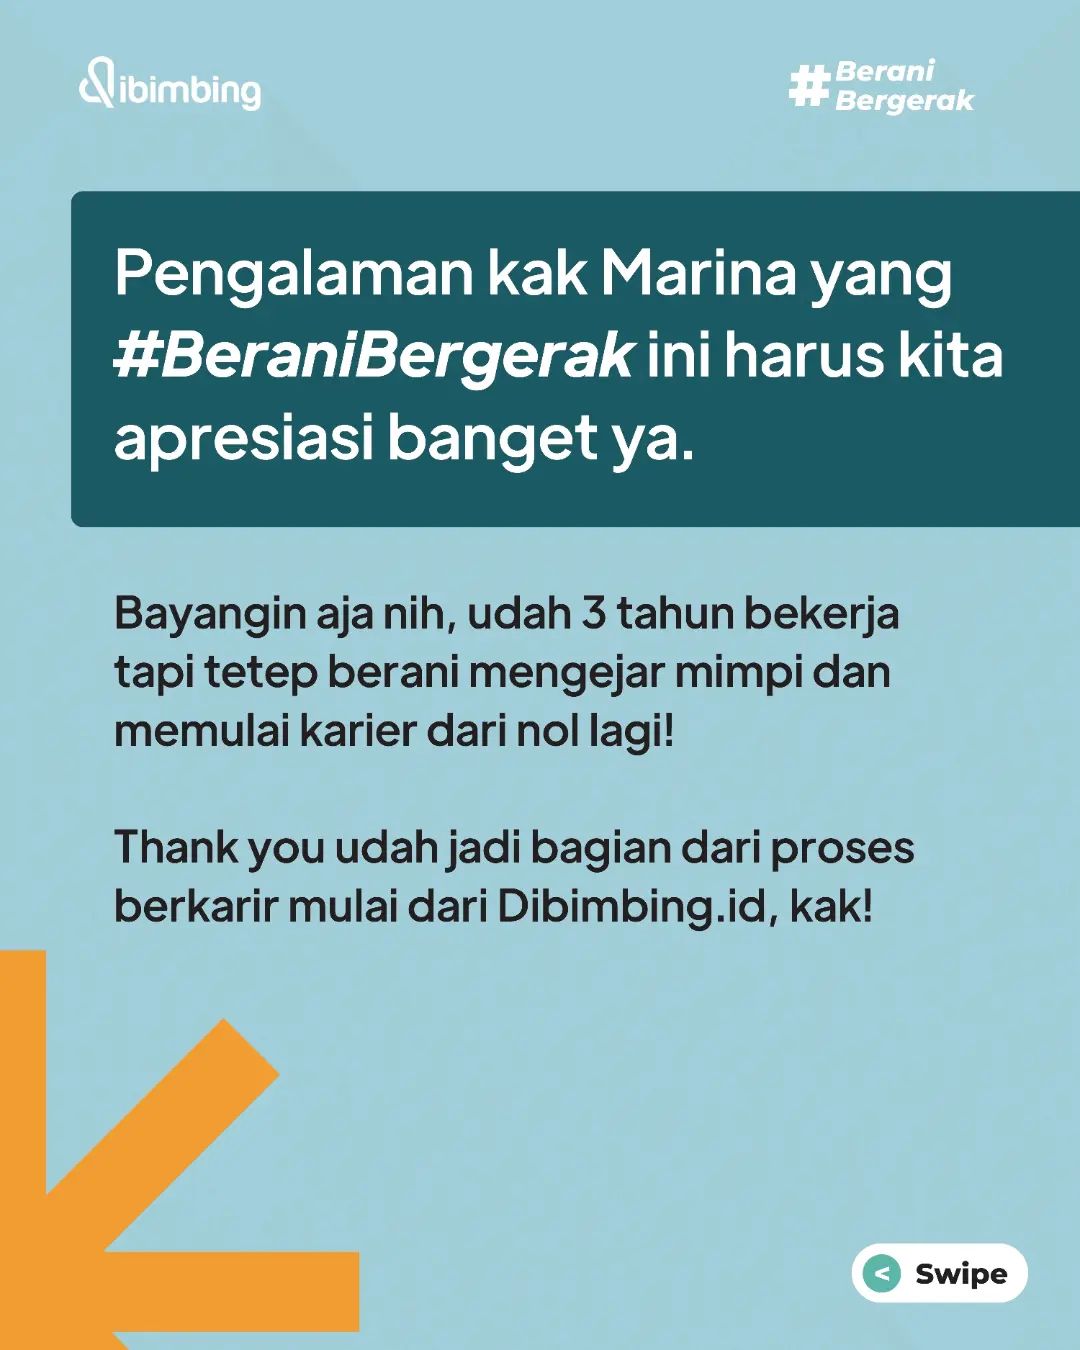 Dibimbing
#Berani
Bergerak
Pengalaman kak Marina yang
#BeraniBergerak ini harus kita
apresiasi banget ya.
Bayangin aja nih, udah 3 tahun bekerja
tapi tetep berani mengejar mimpi dan
memulai karier dari nol lagi!
Thank you udah jadi bagian dari proses
berkarir mulai dari Dibimbing.id, kak!
< Swipe